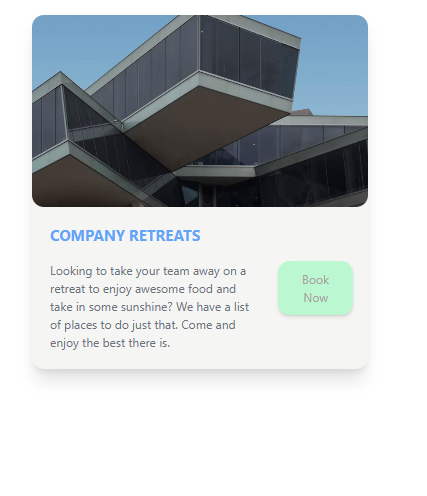 COMPANY RETREATS
Looking to take your team away on a
retreat to enjoy awesome food and
take in some sunshine? We have a list
of places to do just that. Come and
enjoy the best there is.
Book
Now